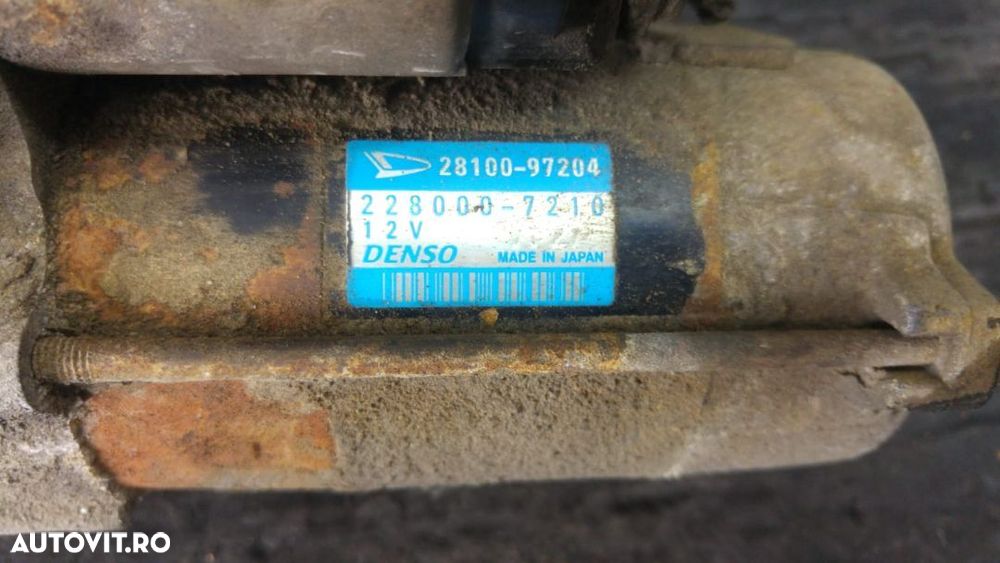 28100-97204
228000-7210
12V
DENSO MADE IN JAPAN
AUTOVIT.RO